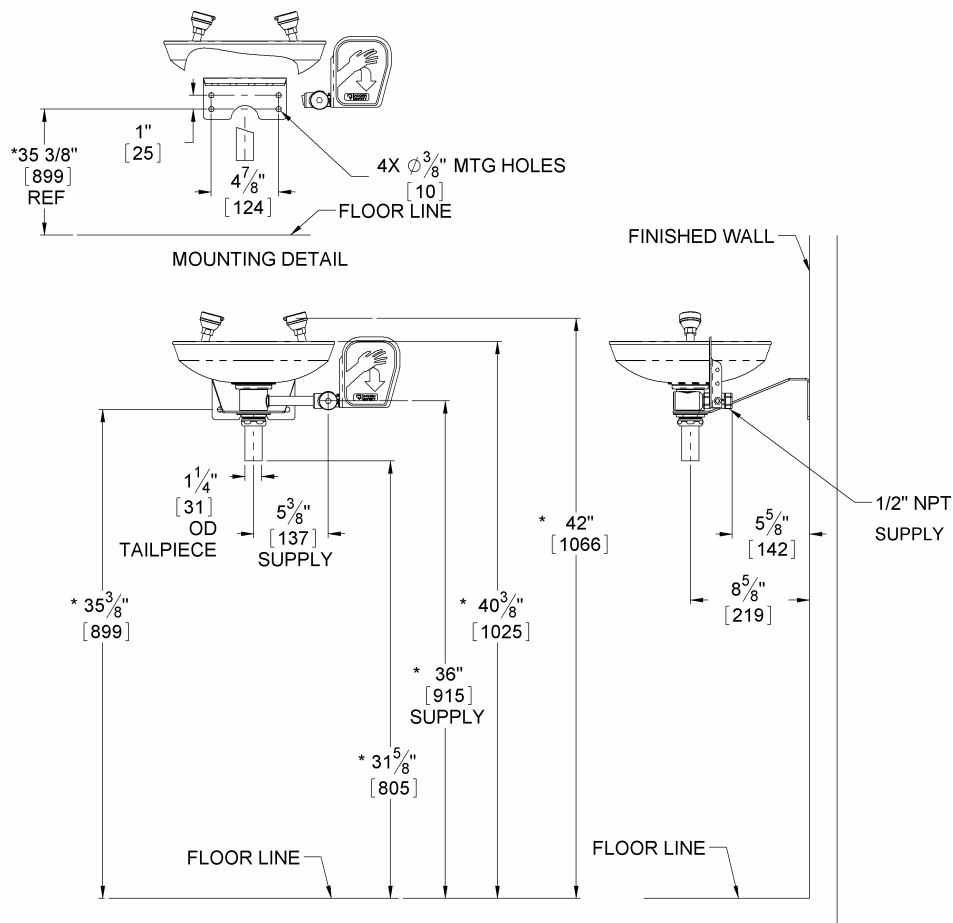 1"
[25]
*35 3/8"
[899]
REF
4 7/8"
[124]
4X ∅ 3/8" MTG HOLES
[10]
FLOOR LINE
MOUNTING DETAIL
FINISHED WALL
1 1/4"
[31]
OD
TAILPIECE
5 3/8"
[137]
SUPPLY
* 42"
[1066]
1/2" NPT
SUPPLY
5 5/8"
[142]
8 5/8"
[219]
* 35 3/8"
[899]
* 40 3/8"
[1025]
* 36"
[915]
SUPPLY
* 31 5/8"
[805]
FLOOR LINE
FLOOR LINE